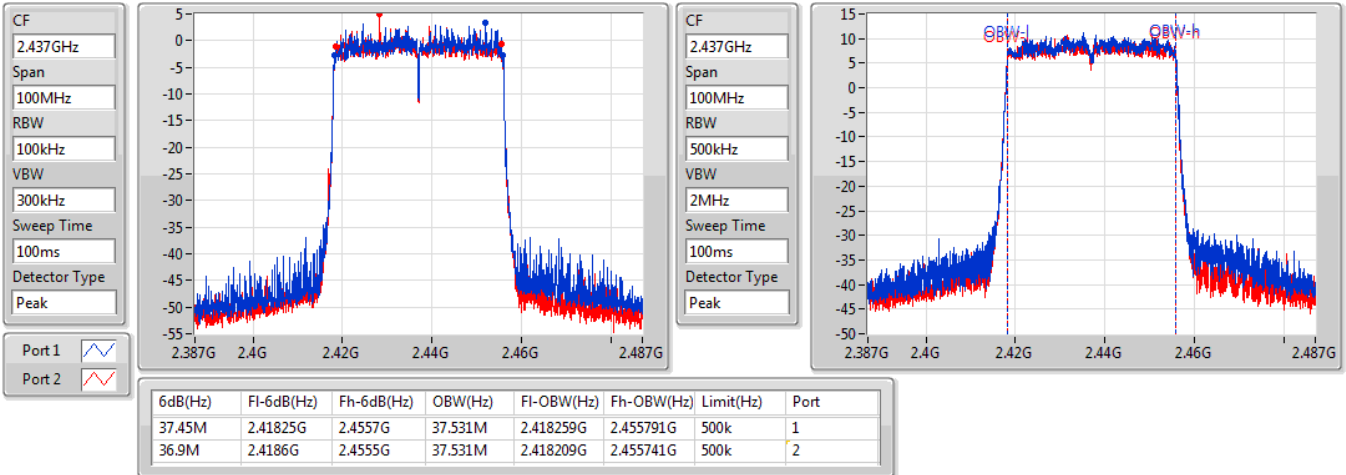 CF
2.437GHz
Span
100MHz
RBW
100kHz
VBW
300kHz
Sweep Time
100ms
Detector Type
Peak
Port 1
Port 2
5
0
-5
-10
-15
-20
-25
-30
-35
-40
-45
-50
-55
2.387G 2.4G 2.42G 2.44G 2.46G 2.487G
CF
2.437GHz
Span
100MHz
RBW
500kHz
VBW
2MHz
Sweep Time
100ms
Detector Type
Peak
15
10
5
0
-5
-10
-15
-20
-25
-30
-35
-40
-45
-50
OBW-l OBW-h
2.387G 2.4G 2.42G 2.44G 2.46G 2.487G
6dB(Hz) Fl-6dB(Hz) Fh-6dB(Hz) OBW(Hz) Fl-OBW(Hz) Fh-OBW(Hz) Limit(Hz) Port
37.45M 2.41825G 2.4557G 37.531M 2.418259G 2.455791G 500k 1
36.9M 2.4186G 2.4555G 37.531M 2.418209G 2.455741G 500k 2